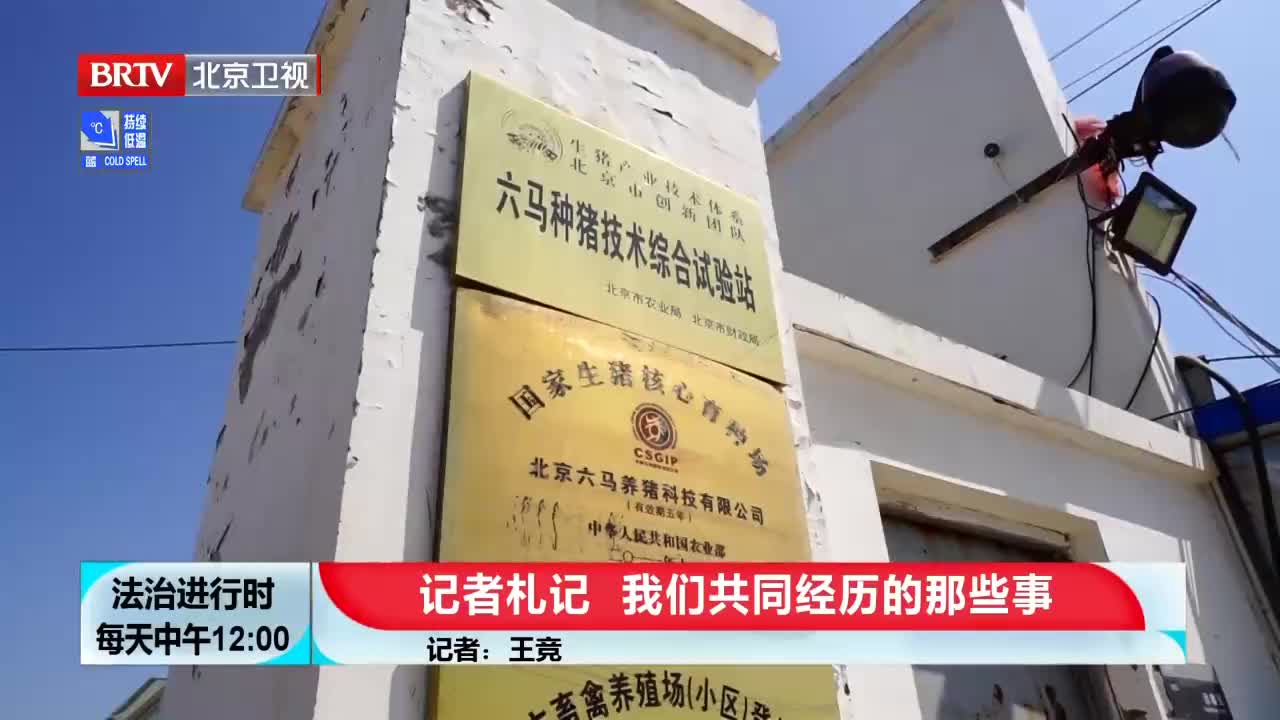 BRTV 北京卫视
℃ 持续低温
COLD SPELL
生猪产业技术体系
北京市创新团队
六马种猪技术综合试验站
北京市农业局 北京市财政局
国家生猪核心育种场
CSGIP
北京六马养猪科技有限公司
(有效期五年)
中华人民共和国农业部
畜禽养殖场(小区)
法治进行时
每天中午12:00
记者札记 我们共同经历的那些事
记者：王竞